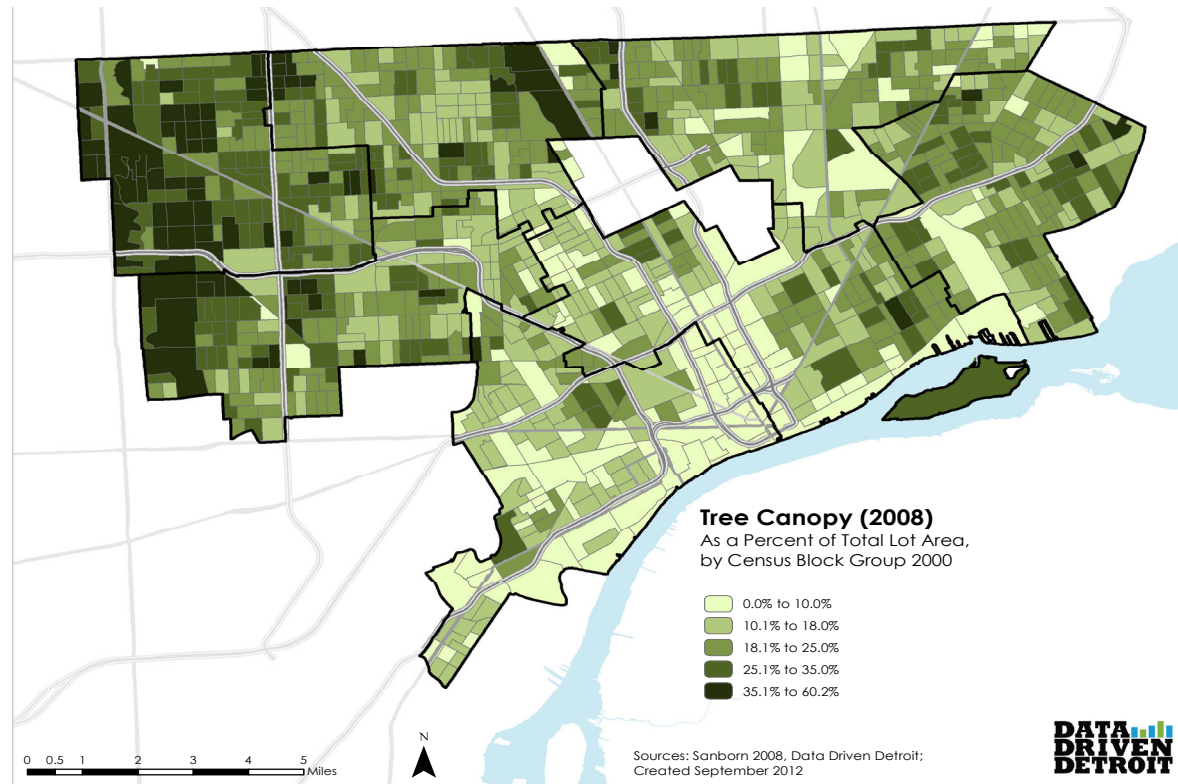 Tree Canopy (2008)
As a Percent of Total Lot Area,
by Census Block Group 2000
0.0% to 10.0%
10.1% to 18.0%
18.1% to 25.0%
25.1% to 35.0%
35.1% to 60.2%
0 0.5 1 2 3 4 5
Miles
N
Sources: Sanborn 2008, Data Driven Detroit;
Created September 2012
DATA
DRIVEN
DETROIT